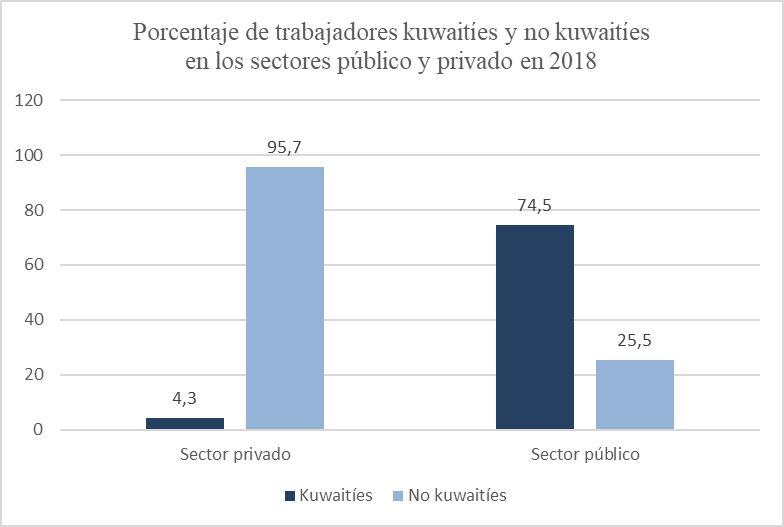 Porcentaje de trabajadores kuwaitíes y no kuwaitíes
en los sectores público y privado en 2018
120
100
80
60
40
20
0
95,7
4,3
74,5
25,5
Sector privado
Sector público
Kuwaitíes
No kuwaitíes